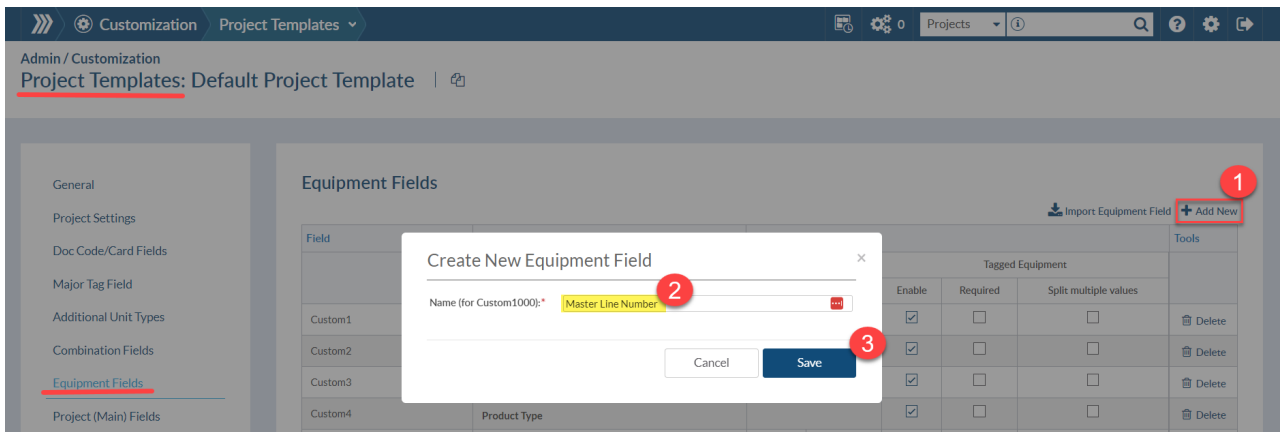 Customization Project Templates 0 Projects
Admin / Customization
Project Templates: Default Project Template
General
Project Settings
Doc Code/Card Fields
Major Tag Field
Additional Unit Types
Combination Fields
Equipment Fields
Project (Main) Fields
Equipment Fields
1
Import Equipment Field Add New
Field Tools
Tagged Equipment
Enable Required Split multiple values
Custom1 Delete
Custom2 Delete
Custom3 Delete
Custom4 Product Type Delete
Create New Equipment Field ×
2
Name (for Custom1000):* Master Line Number
3
Cancel Save